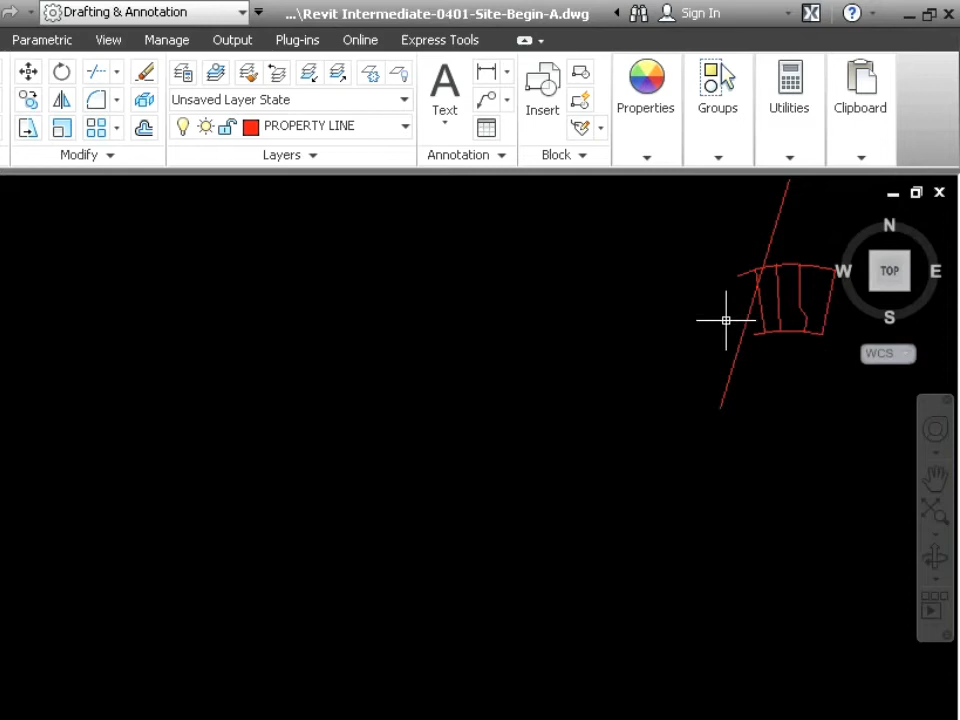 Drafting & Annotation
...\Revit Intermediate-0401-Site-Begin-A.dwg
Sign In
Parametric View Manage Output Plug-ins Online Express Tools
Unsaved Layer State
PROPERTY LINE
Text
Insert
Properties
Groups
Utilities
Clipboard
Modify
Layers
Annotation
Block
N
W TOP E
S
WCS